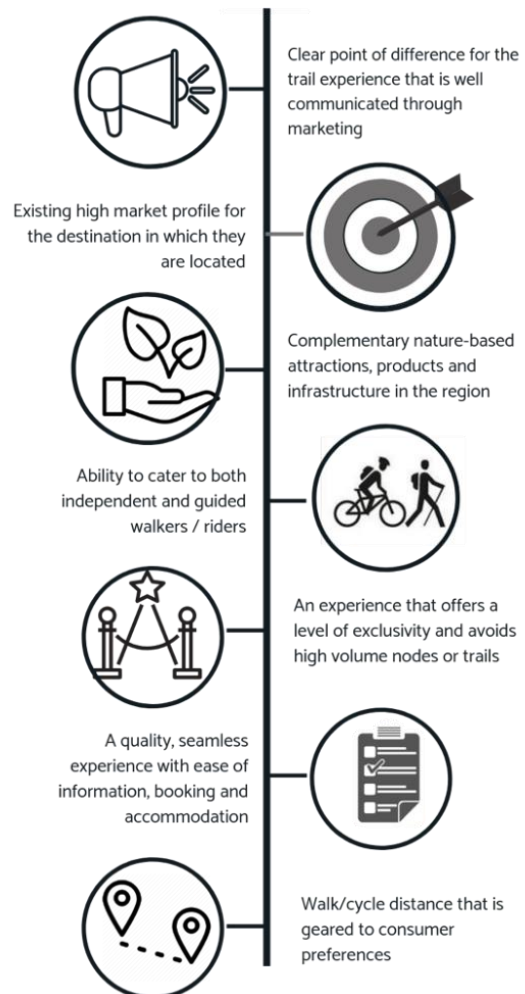 Clear point of difference for the
trail experience that is well
communicated through
marketing
Existing high market profile for
the destination in which they
are located
Complementary nature-based
attractions, products and
infrastructure in the region
Ability to cater to both
independent and guided
walkers / riders
An experience that offers a
level of exclusivity and avoids
high volume nodes or trails
A quality, seamless
experience with ease of
information, booking and
accommodation
Walk/cycle distance that is
geared to consumer
preferences